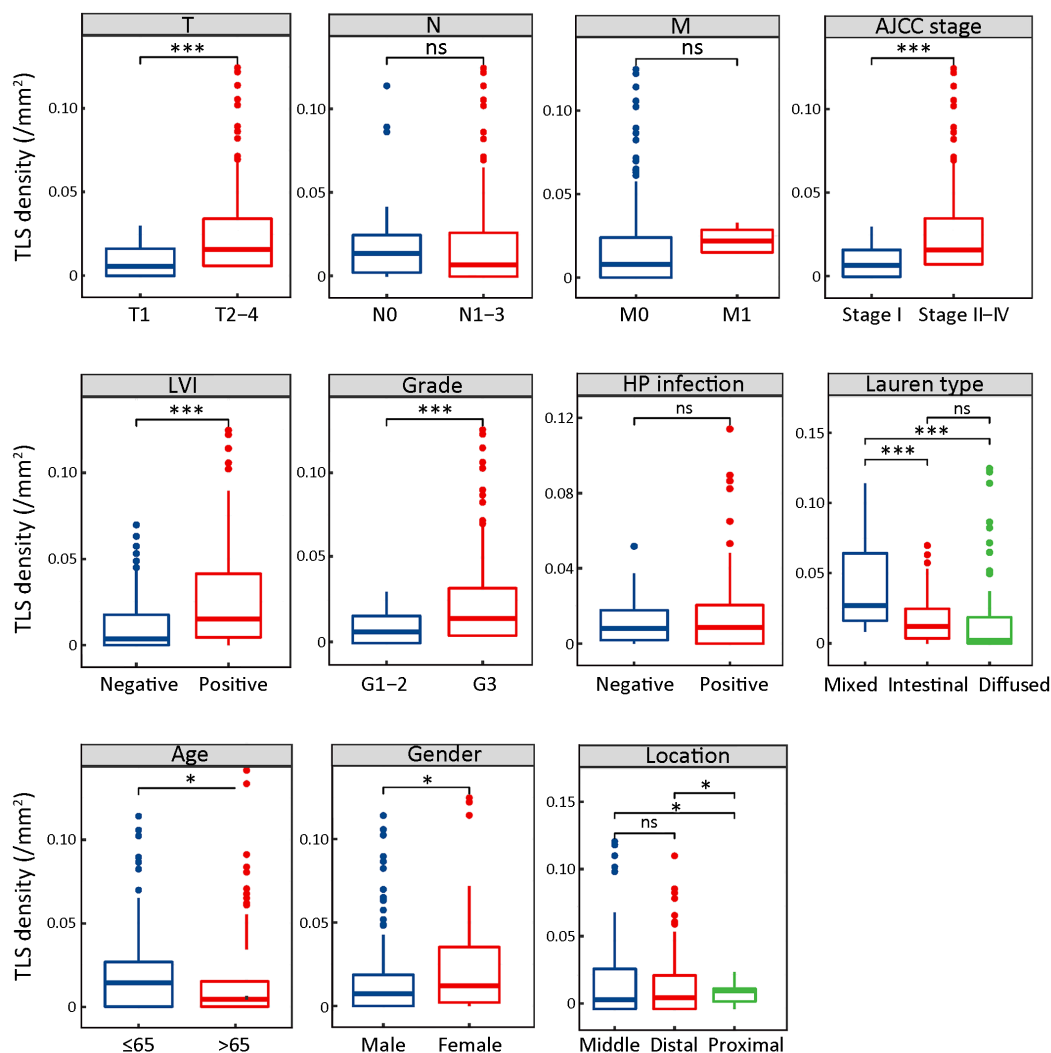 T N M AJCC stage
*** ns ns ***
TLS density (/mm²)
0.10 0.10 0.10 0.10
0.05 0.05 0.05 0.05
0 0 0 0
T1 T2–4 N0 N1–3 M0 M1 Stage I Stage II–IV
LVI Grade HP infection Lauren type
*** *** ns ns
***
***
TLS density (/mm²)
0.10 0.10 0.12 0.15
0.05 0.05 0.08 0.10
0 0 0.04 0.05
0 0
Negative Positive G1–2 G3 Negative Positive Mixed Intestinal Diffused
Age Gender Location
* * *
*
ns
TLS density (/mm²)
0.10 0.10 0.15
0.05 0.05 0.10
0 0 0.05
0
≤65 >65 Male Female Middle Distal Proximal